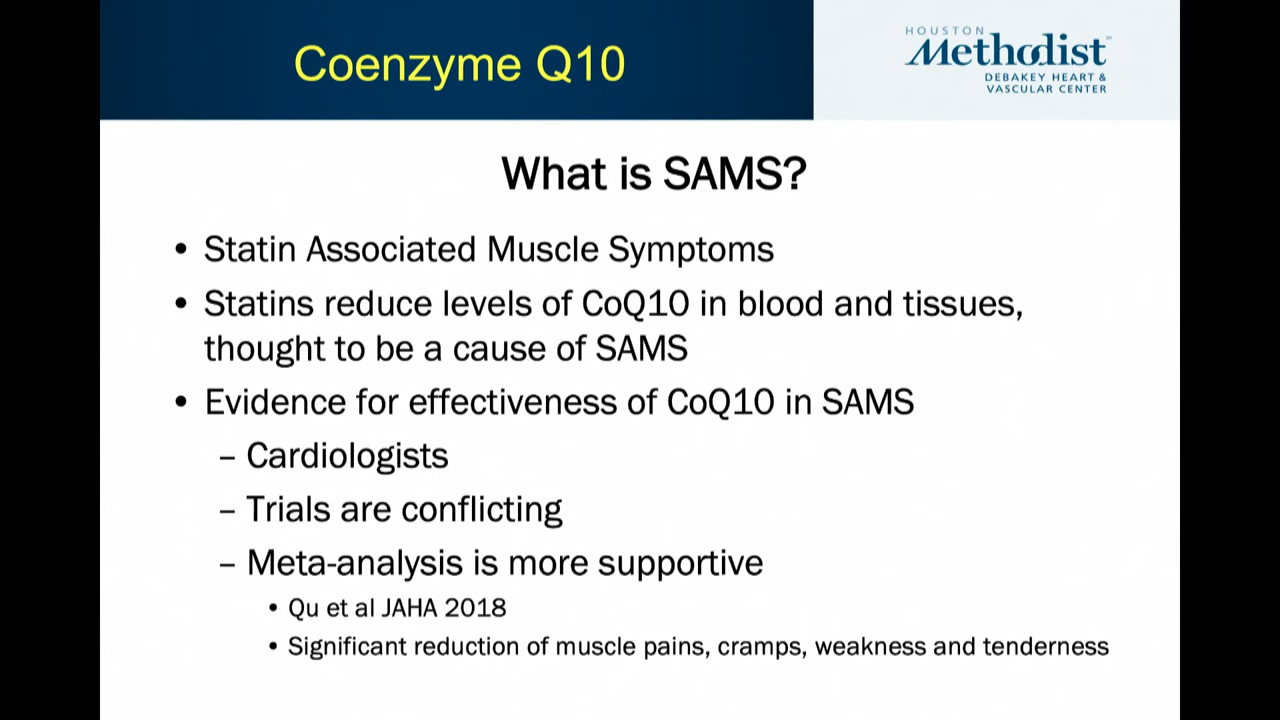 Coenzyme Q10
HOUSTON
Methodist
DEBAKEY HEART &
VASCULAR CENTER
What is SAMS?
• Statin Associated Muscle Symptoms
• Statins reduce levels of CoQ10 in blood and tissues,
thought to be a cause of SAMS
• Evidence for effectiveness of CoQ10 in SAMS
– Cardiologists
– Trials are conflicting
– Meta-analysis is more supportive
• Qu et al JAHA 2018
• Significant reduction of muscle pains, cramps, weakness and tenderness